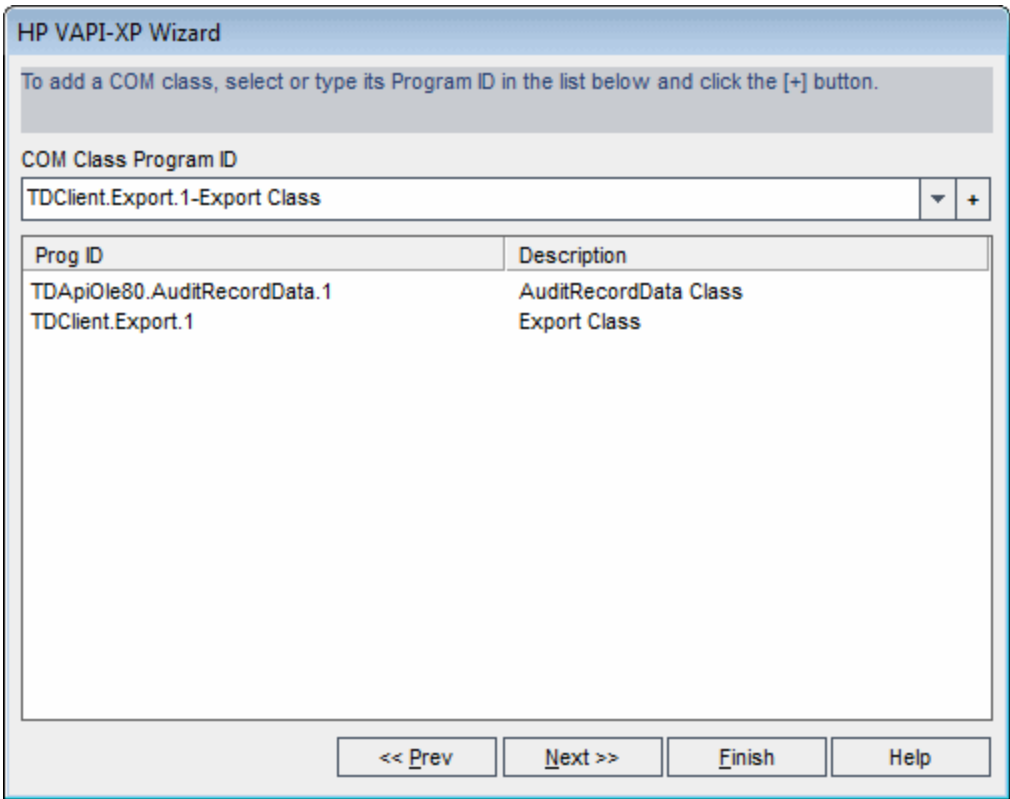 HP VAPI-XP Wizard
To add a COM class, select or type its Program ID in the list below and click the [+] button.
COM Class Program ID
TDClient.Export.1-Export Class +
Prog ID Description
TDApiOle80.AuditRecordData.1 AuditRecordData Class
TDClient.Export.1 Export Class
<< Prev Next >> Finish Help